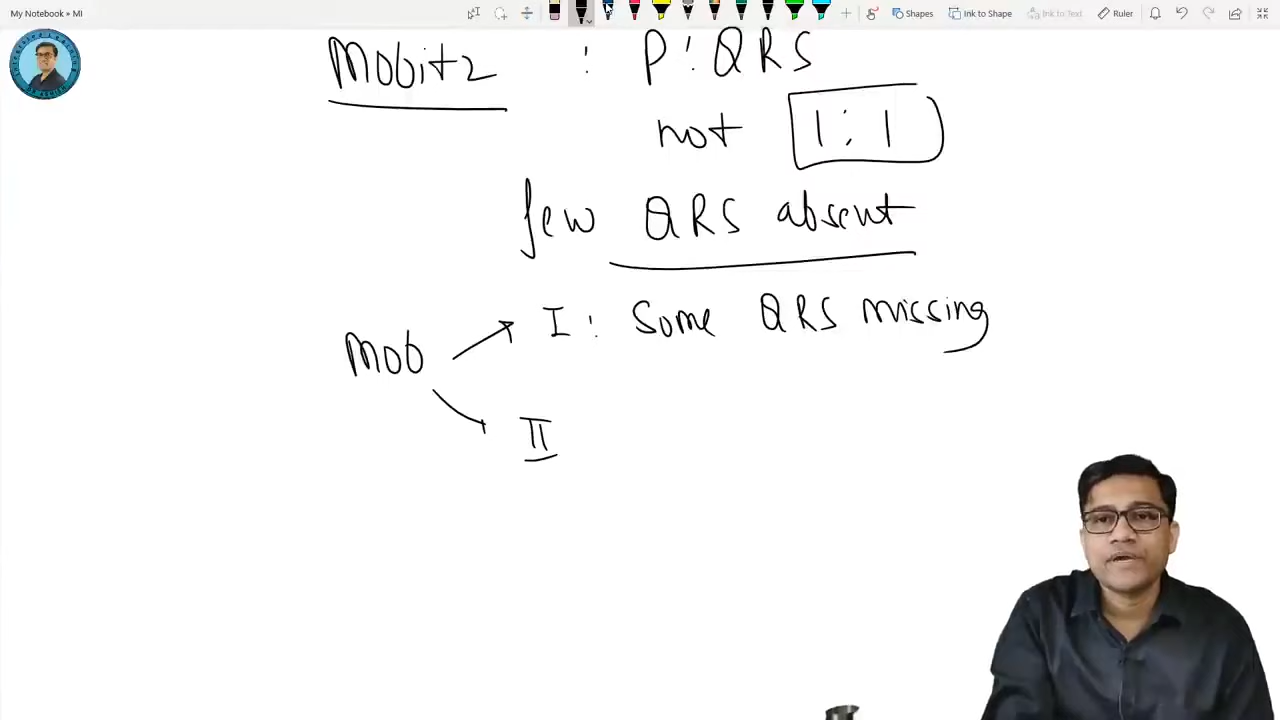 My Notebook » MI
Shapes Ink to Shape Ink to Text Ruler
Mobitz : P:QRS
not 1:1
few QRS absent
Mob
I: Some QRS missing
II